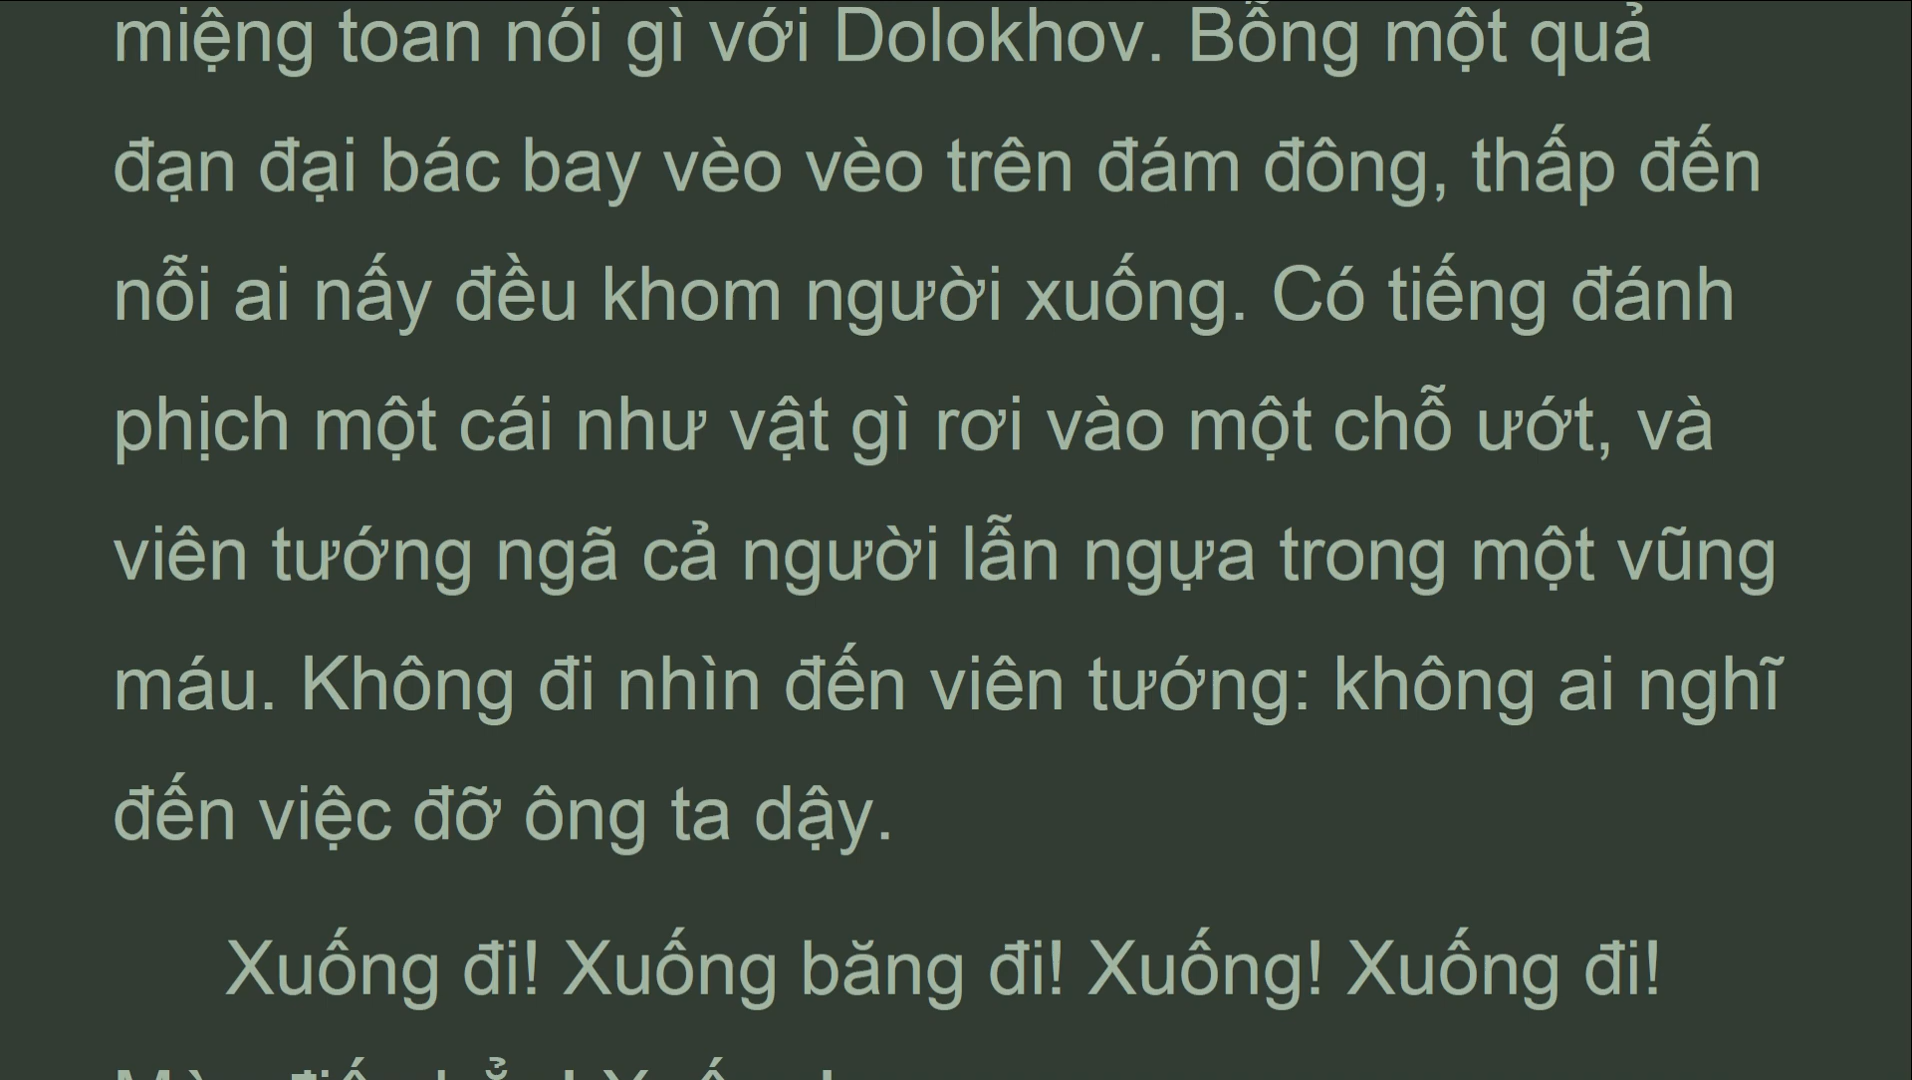 miệng toan nói gì với Dolokhov. Bỗng một quả
đạn đại bác bay vèo vèo trên đám đông, thấp đến
nỗi ai nấy đều khom người xuống. Có tiếng đánh
phịch một cái như vật gì rơi vào một chỗ ướt, và
viên tướng ngã cả người lẫn ngựa trong một vũng
máu. Không đi nhìn đến viên tướng: không ai nghĩ
đến việc đỡ ông ta dậy.
Xuống đi! Xuống băng đi! Xuống! Xuống đi!